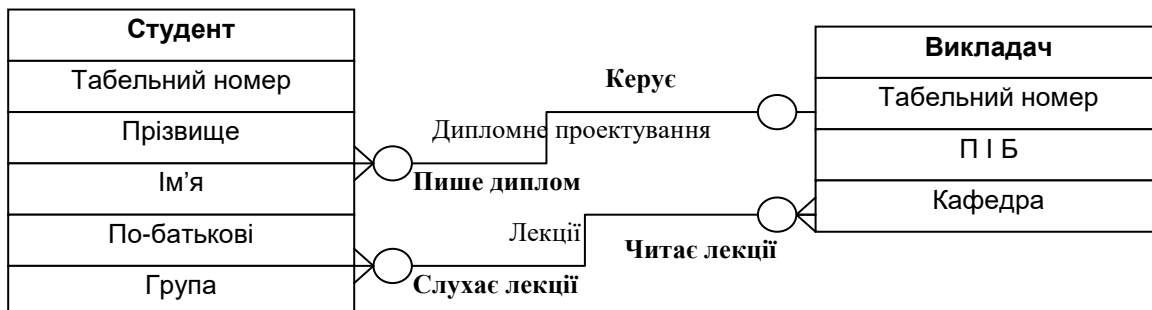 Студент
Табельний номер
Прізвище
Ім’я
По-батькові
Група
Керує
Дипломне проектування
Пише диплом
Лекції
Читає лекції
Слухає лекції
Викладач
Табельний номер
П І Б
Кафедра